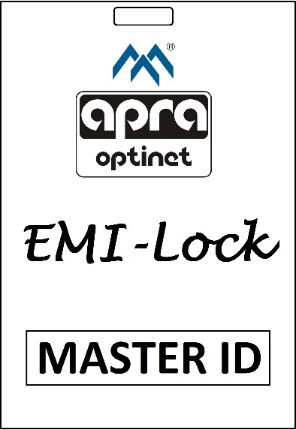 ®
apra
optinet
EMI-Lock
MASTER ID